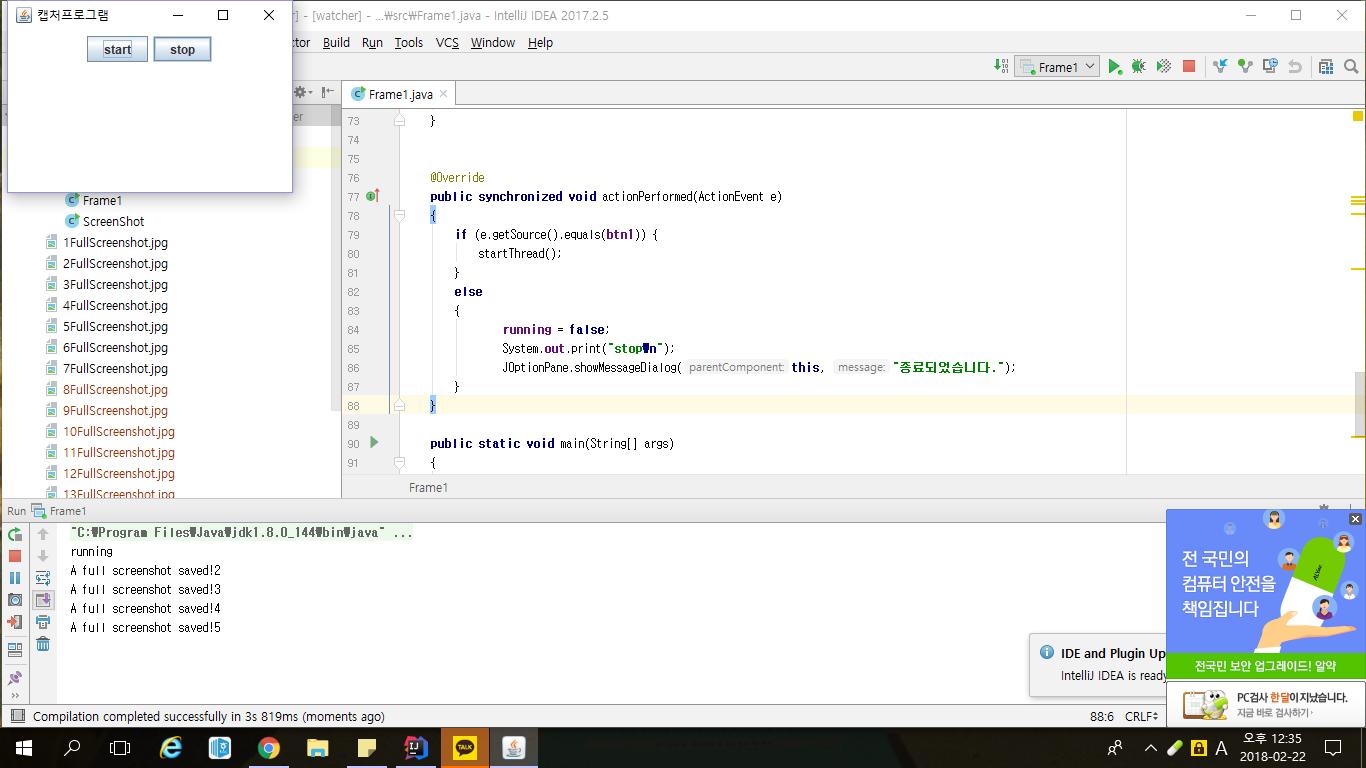 캡처프로그램
] - [watcher] - ...₩src₩Frame1.java - IntelliJ IDEA 2017.2.5
start
stop
ctor Build Run Tools VCS Window Help
Frame1
Frame1.java
er
Frame1
ScreenShot
1FullScreenshot.jpg
2FullScreenshot.jpg
3FullScreenshot.jpg
4FullScreenshot.jpg
5FullScreenshot.jpg
6FullScreenshot.jpg
7FullScreenshot.jpg
8FullScreenshot.jpg
9FullScreenshot.jpg
10FullScreenshot.jpg
11FullScreenshot.jpg
12FullScreenshot.jpg
13FullScreenshot.jpg
73 }
74
75
76 @Override
77 public synchronized void actionPerformed(ActionEvent e)
78 {
79 if (e.getSource().equals(btn1)) {
80 startThread();
81 }
82 else
83 {
84 running = false;
85 System.out.print("stop₩n");
86 JOptionPane.showMessageDialog( parentComponent: this, message: "종료되었습니다.");
87 }
88 }
89
90 public static void main(String[] args)
91 {
Frame1
Run Frame1
"C:₩Program Files₩Java₩jdk1.8.0_144₩bin₩java" ...
running
A full screenshot saved!2
A full screenshot saved!3
A full screenshot saved!4
A full screenshot saved!5
IDE and Plugin Up
IntelliJ IDEA is ready
전 국민의
컴퓨터 안전을
책임집니다
전국민 보안 업그레이드! 알약
PC검사 한달이 지났습니다.
지금 바로 검사하기
Compilation completed successfully in 3s 819ms (moments ago)
88:6 CRLF
TALK
A
오후 12:35
2018-02-22